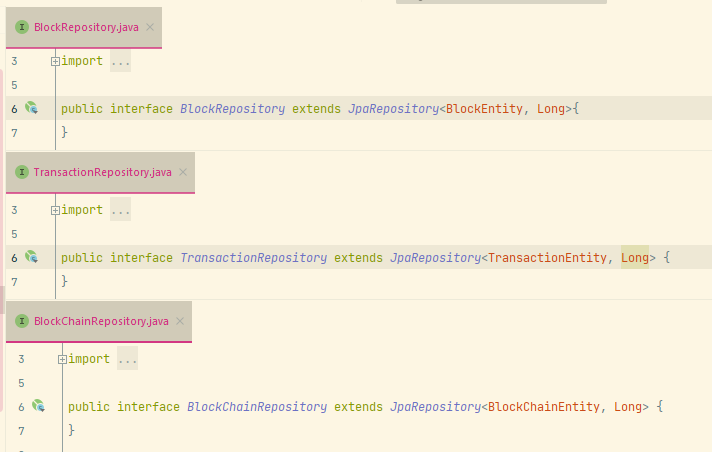 BlockRepository.java
3 import ...
5
6 public interface BlockRepository extends JpaRepository<BlockEntity, Long>{
7 }
TransactionRepository.java
3 import ...
5
6 public interface TransactionRepository extends JpaRepository<TransactionEntity, Long> {
7 }
BlockChainRepository.java
3 import ...
5
6 public interface BlockChainRepository extends JpaRepository<BlockChainEntity, Long> {
7 }